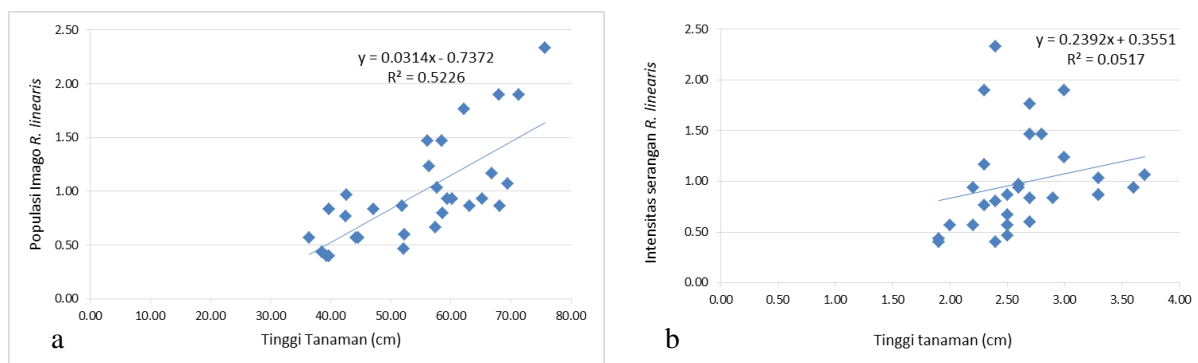 y = 0.0314x - 0.7372
R² = 0.5226
Populasi Imago R. linearis
2.50
2.00
1.50
1.00
0.50
0.00
0.00 10.00 20.00 30.00 40.00 50.00 60.00 70.00 80.00
Tinggi Tanaman (cm)
a
y = 0.2392x + 0.3551
R² = 0.0517
Intensitas serangan R. linearis
2.50
2.00
1.50
1.00
0.50
0.00
0.00 1.00 2.00 2.50 3.00 3.50 4.00
Tinggi tanaman (cm)
b